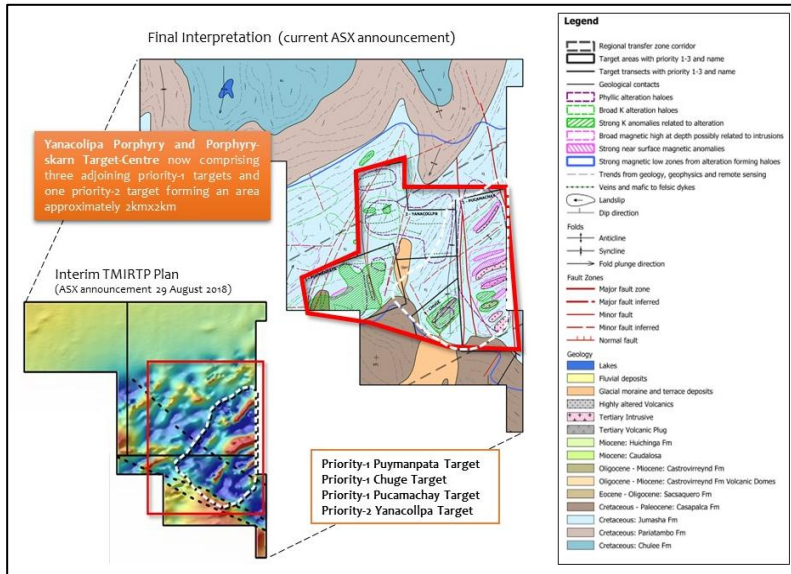 Final Interpretation (current ASX announcement)
Yanacolipa Porphyry and Porphyry-
skarn Target-Centre now comprising
three adjoining priority-1 targets and
one priority-2 target forming an area
approximately 2kmx2km
2 - YANACOLLPA
1 - PUCAMACHAY
1 - CHUGE
Interim TMIRTP Plan
(ASX announcement 29 August 2018)
Priority-1 Puymanpata Target
Priority-1 Chuge Target
Priority-1 Pucamachay Target
Priority-2 Yanacollpa Target
Legend
Regional transfer zone corridor
Target areas with priority 1-3 and name
Target transects with priority 1-3 and name
Geological contacts
Phyllic alteration haloes
Broad K alteration haloes
Strong K anomalies related to alteration
Broad magnetic high at depth possibly related to intrusions
Strong near surface magnetic anomalies
Strong magnetic low zones from alteration forming haloes
Trends from geology, geophysics and remote sensing
Veins and mafic to felsic dykes
Landslip
Dip direction
Folds
Anticline
Syncline
Fold plunge direction
Fault Zones
Major fault zone
Major fault inferred
Minor fault
Minor fault inferred
Normal fault
Geology
Lakes
Fluvial deposits
Glacial moraine and terrace deposits
Highly altered Volcanics
Tertiary Intrusive
Tertiary Volcanic Plug
Miocene: Huichinga Fm
Miocene: Caudalosa
Oligocene - Miocene: Castrovirreynd Fm
Oligocene - Miocene: Castrovirreynd Fm Volcanic Domes
Eocene - Oligocene: Sacsaquero Fm
Cretaceous - Paleocene: Casapalca Fm
Cretaceous: Jumasha Fm
Cretaceous: Pariatambo Fm
Cretaceous: Chulee Fm